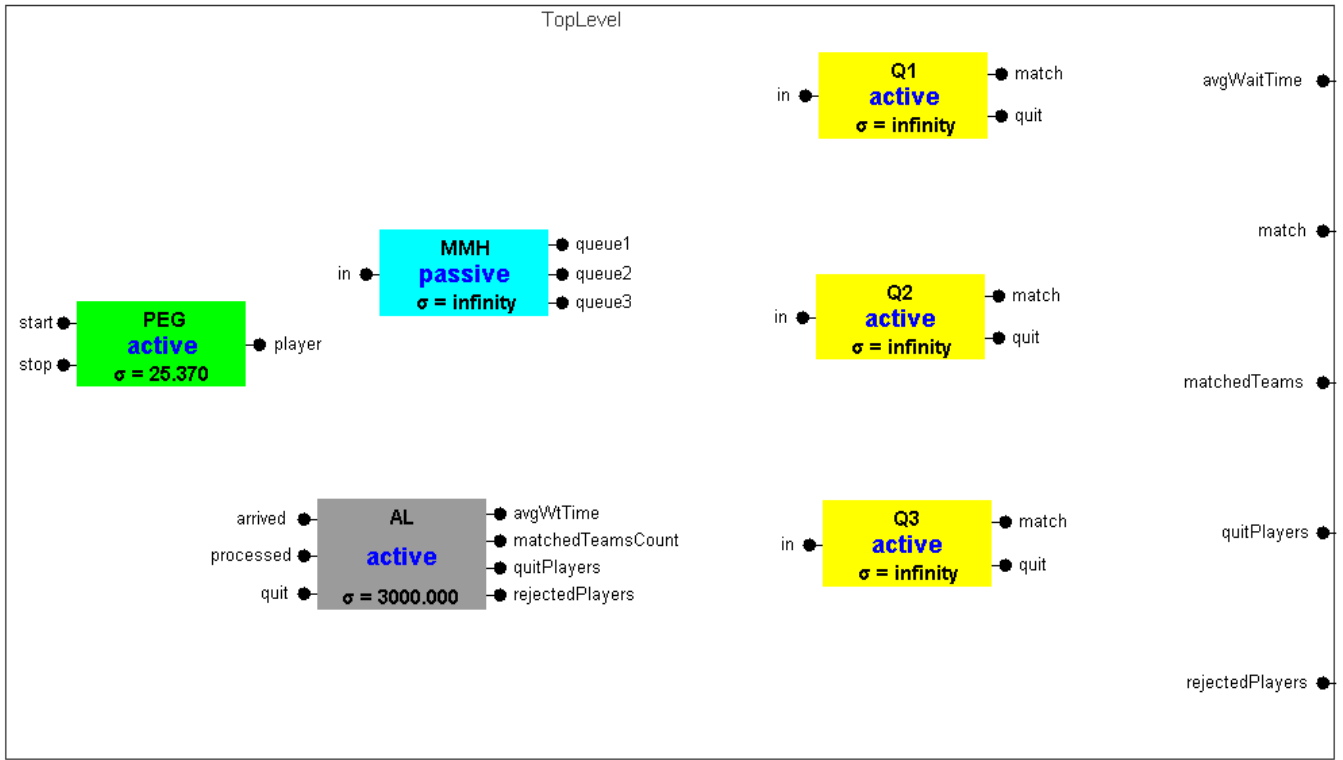 TopLevel
Q1
active
σ = infinity
in
match
quit
avgWaitTime
match
MMH
passive
σ = infinity
in
queue1
queue2
queue3
Q2
active
σ = infinity
in
match
quit
start
stop
PEG
active
σ = 25.370
player
matchedTeams
arrived
processed
quit
AL
active
σ = 3000.000
avgWtTime
matchedTeamsCount
quitPlayers
rejectedPlayers
Q3
active
σ = infinity
in
match
quit
quitPlayers
rejectedPlayers